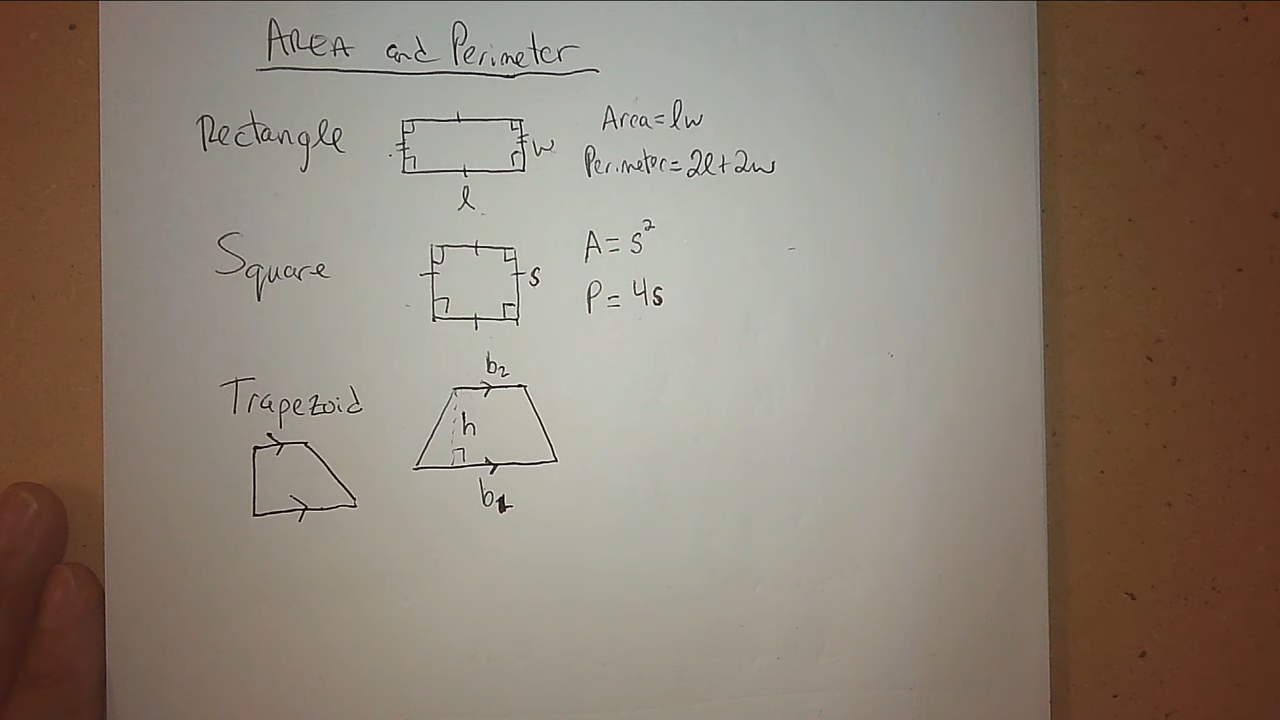 AREA and Perimeter
Rectangle
w
l
Area = lw
Perimeter = 2l + 2w
Square
s
A = s²
P = 4s
Trapezoid
b₂
h
b₁